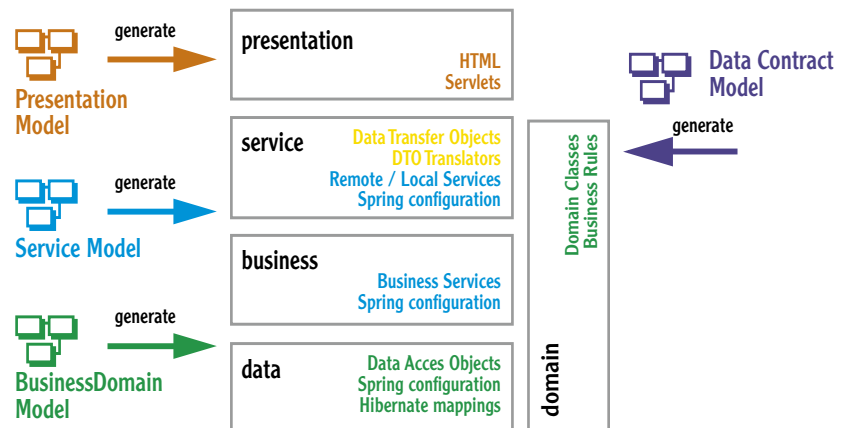 generate
Presentation
Model
presentation
HTML
Servlets
Data Contract
Model
generate
service
Data Transfer Objects
DTO Translators
Remote / Local Services
Spring configuration
generate
Service Model
business
Business Services
Spring configuration
generate
BusinessDomain
Model
data
Data Acces Objects
Spring configuration
Hibernate mappings
Domain Classes
Business Rules
domain